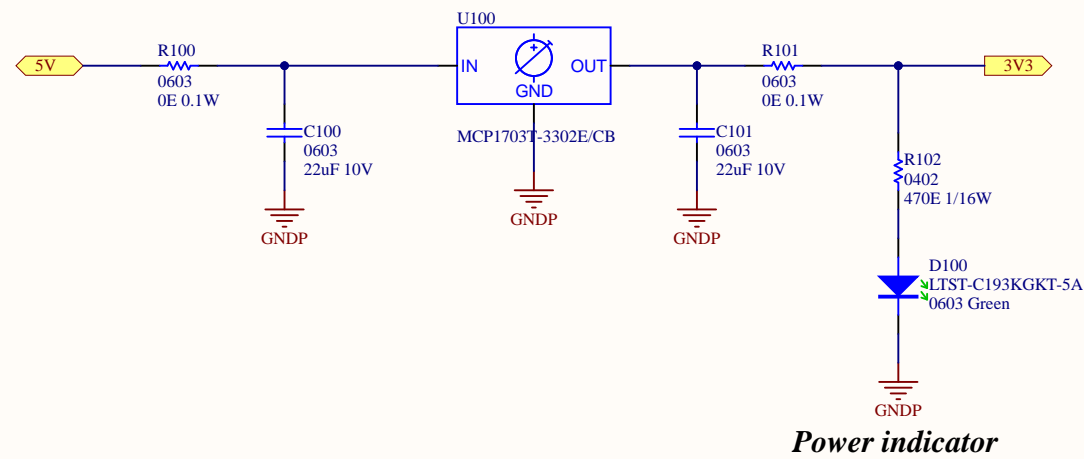 U100
5V
R100
0603
0E 0.1W
IN
OUT
GND
R101
0603
0E 0.1W
3V3
C100
0603
22uF 10V
MCP1703T-3302E/CB
C101
0603
22uF 10V
R102
0402
470E 1/16W
GNDP
GNDP
GNDP
D100
LTST-C193KGKT-5A
0603 Green
GNDP
Power indicator